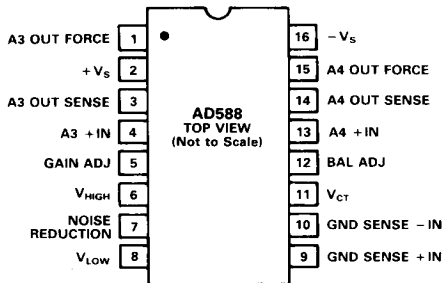 A3 OUT FORCE 1
+VS 2
A3 OUT SENSE 3
A3 +IN 4
GAIN ADJ 5
VHIGH 6
NOISE
REDUCTION 7
VLOW 8
AD588
TOP VIEW
(Not to Scale)
16 −VS
15 A4 OUT FORCE
14 A4 OUT SENSE
13 A4 +IN
12 BAL ADJ
11 VCT
10 GND SENSE −IN
9 GND SENSE +IN